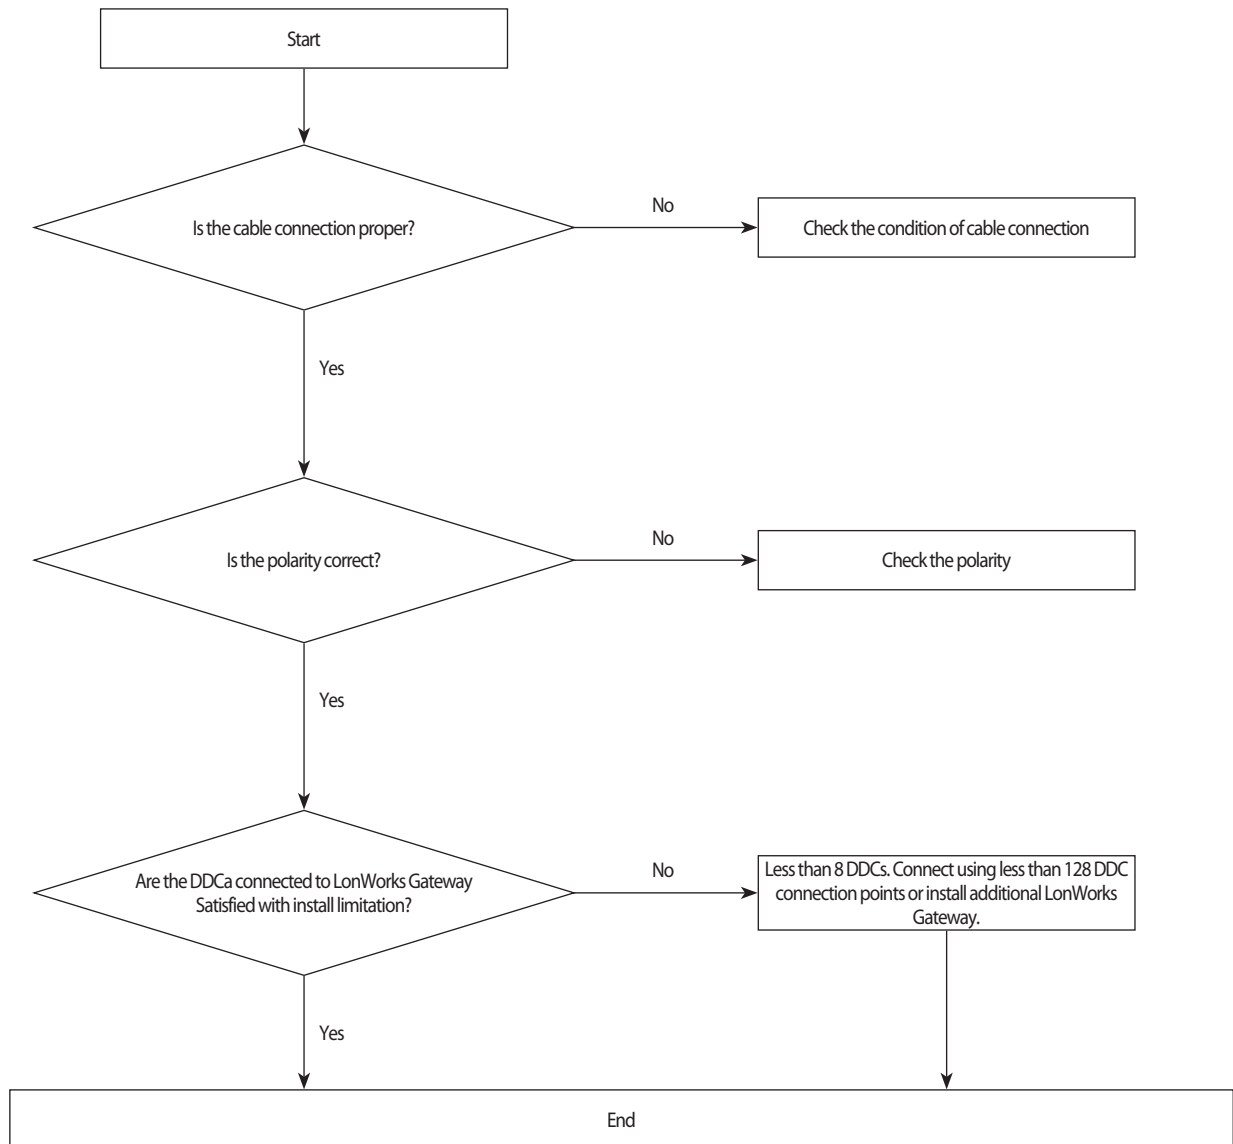 Start
Is the cable connection proper?
No
Check the condition of cable connection
Yes
Is the polarity correct?
No
Check the polarity
Yes
Are the DDCa connected to LonWorks Gateway
Satisfied with install limitation?
No
Less than 8 DDCs. Connect using less than 128 DDC
connection points or install additional LonWorks
Gateway.
Yes
End